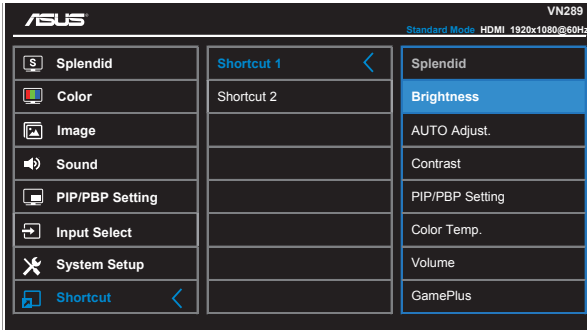 ASUS
VN289
Standard Mode HDMI 1920x1080@60Hz
S Splendid
Color
Image
Sound
PIP/PBP Setting
Input Select
System Setup
Shortcut
Shortcut 1
Shortcut 2
Splendid
Brightness
AUTO Adjust.
Contrast
PIP/PBP Setting
Color Temp.
Volume
GamePlus